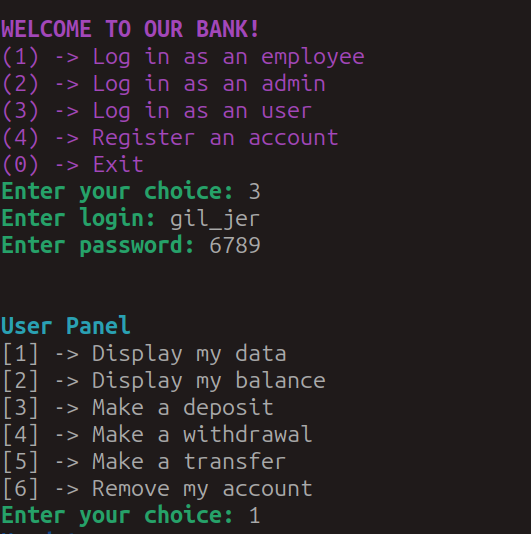 WELCOME TO OUR BANK!
(1) -> Log in as an employee
(2) -> Log in as an admin
(3) -> Log in as an user
(4) -> Register an account
(0) -> Exit
Enter your choice: 3
Enter login: gil_jer
Enter password: 6789
User Panel
[1] -> Display my data
[2] -> Display my balance
[3] -> Make a deposit
[4] -> Make a withdrawal
[5] -> Make a transfer
[6] -> Remove my account
Enter your choice: 1